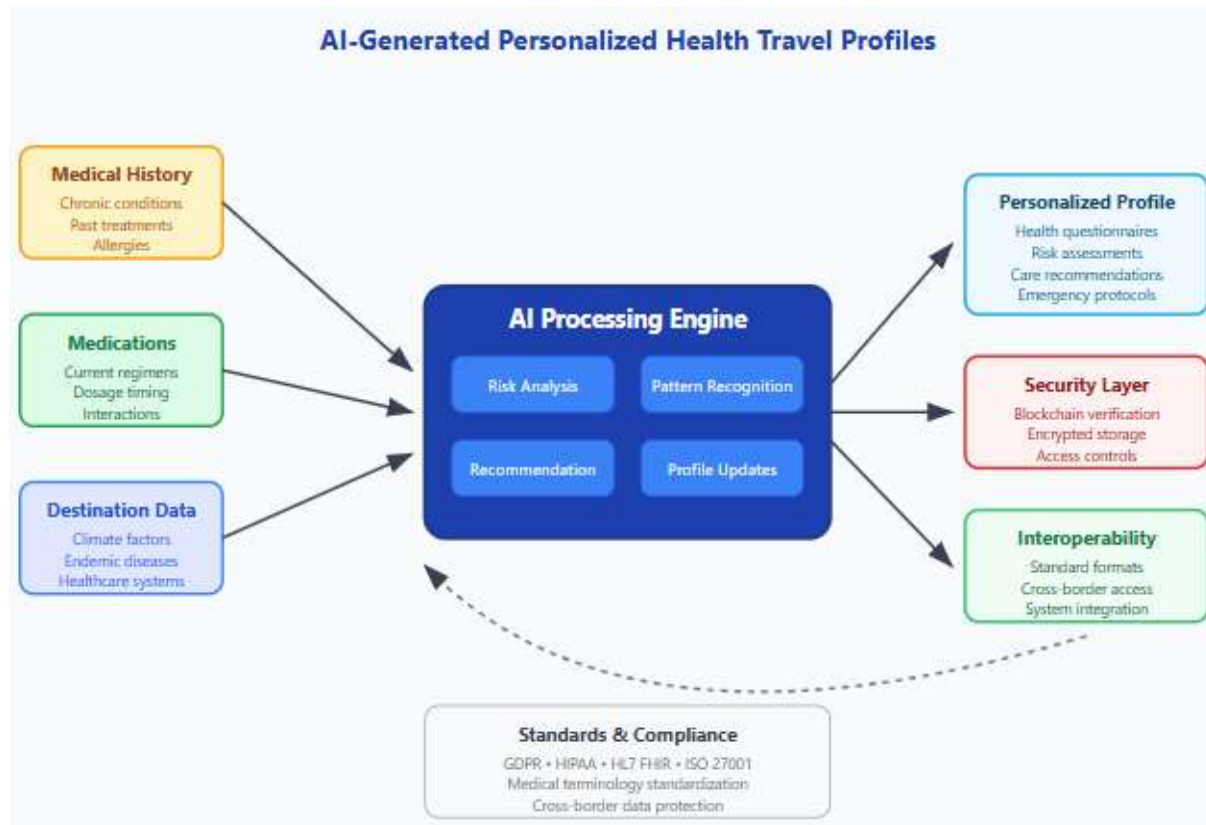 AI-Generated Personalized Health Travel Profiles
Medical History
Chronic conditions
Past treatments
Allergies
Medications
Current regimens
Dosage timing
Interactions
Destination Data
Climate factors
Endemic diseases
Healthcare systems
AI Processing Engine
Risk Analysis
Pattern Recognition
Recommendation
Profile Updates
Personalized Profile
Health questionnaires
Risk assessments
Care recommendations
Emergency protocols
Security Layer
Blockchain verification
Encrypted storage
Access controls
Interoperability
Standard formats
Cross-border access
System integration
Standards & Compliance
GDPR • HIPAA • HL7 FHIR • ISO 27001
Medical terminology standardization
Cross-border data protection